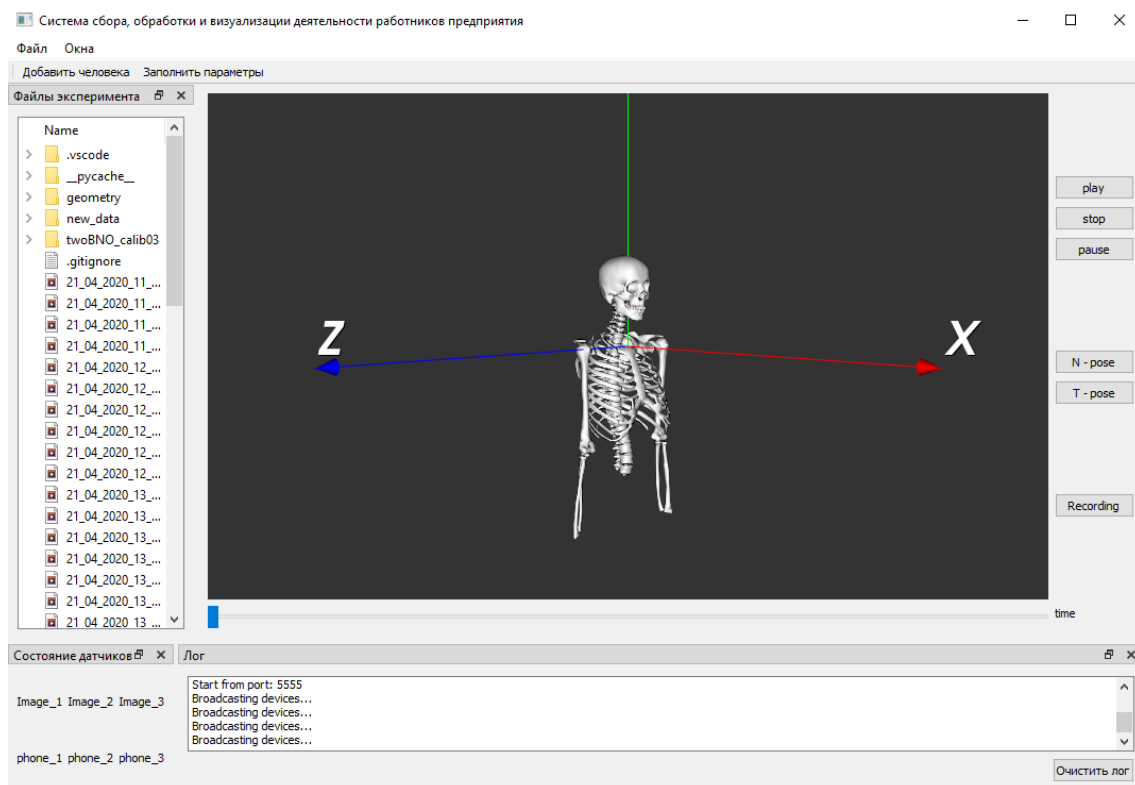 Система сбора, обработки и визуализации деятельности работников предприятия
Файл Окна
Добавить человека Заполнить параметры
Файлы эксперимента
Name
.vscode
__pycache__
geometry
new_data
twoBNO_calib03
.gitignore
21_04_2020_11_...
21_04_2020_11_...
21_04_2020_11_...
21_04_2020_11_...
21_04_2020_12_...
21_04_2020_12_...
21_04_2020_12_...
21_04_2020_12_...
21_04_2020_12_...
21_04_2020_12_...
21_04_2020_13_...
21_04_2020_13_...
21_04_2020_13_...
21_04_2020_13_...
21_04_2020_13_...
21_04_2020_13_...
21_04_2020_13_...
Z
X
play
stop
pause
N - pose
T - pose
Recording
time
Состояние датчиков
Image_1 Image_2 Image_3
phone_1 phone_2 phone_3
Лог
Start from port: 5555
Broadcasting devices...
Broadcasting devices...
Broadcasting devices...
Broadcasting devices...
Очистить лог